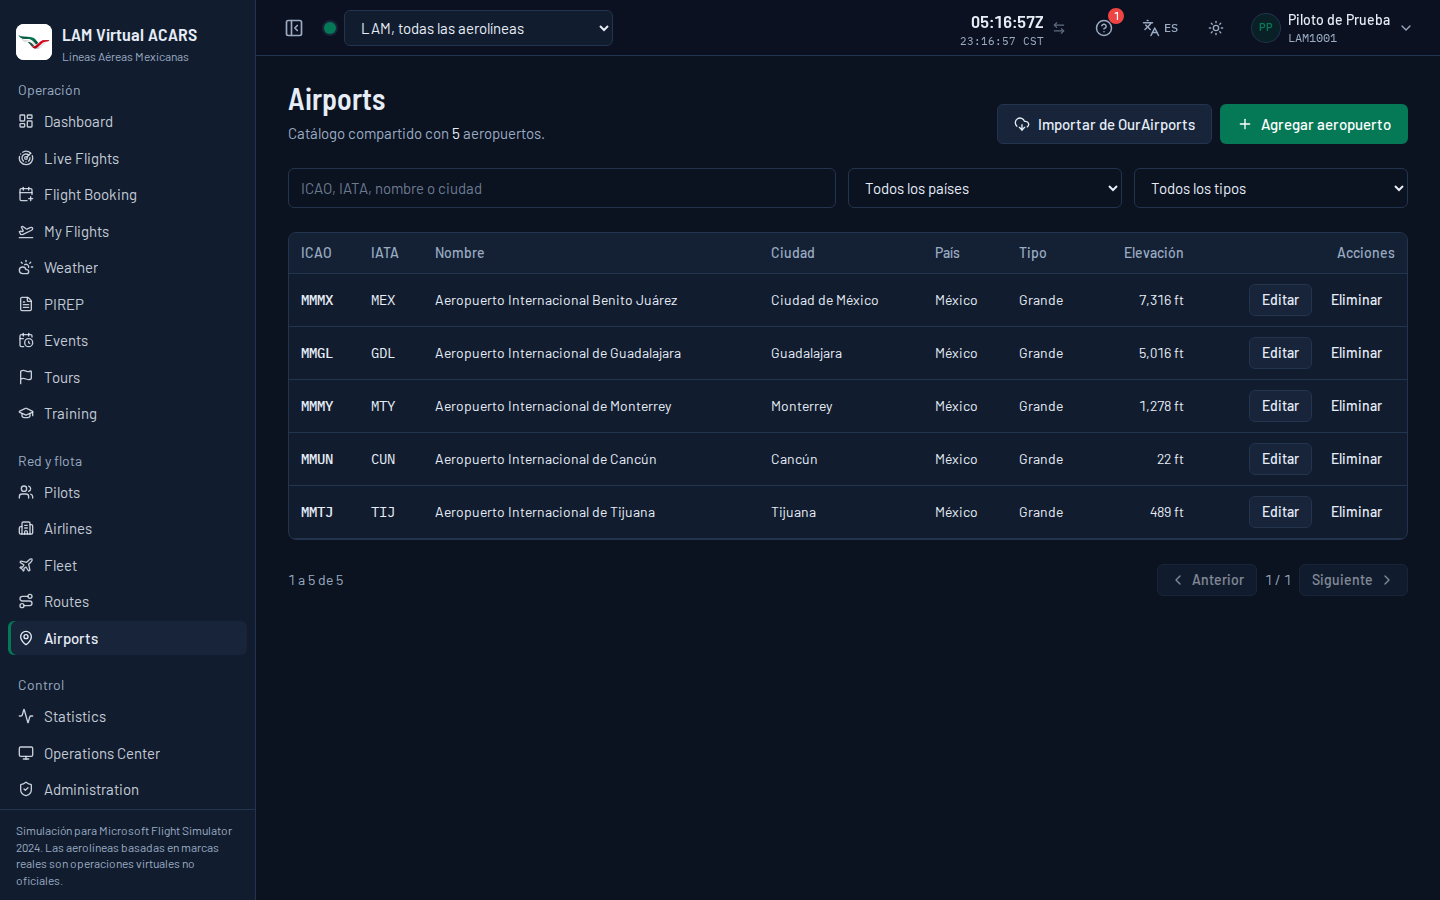 LAM Virtual ACARS
Líneas Aéreas Mexicanas
Operación
Dashboard
Live Flights
Flight Booking
My Flights
Weather
PIREP
Events
Tours
Training
Red y flota
Pilots
Airlines
Fleet
Routes
Airports
Control
Statistics
Operations Center
Administration
Simulación para Microsoft Flight Simulator
2024. Las aerolíneas basadas en marcas
reales son operaciones virtuales no
oficiales.
LAM, todas las aerolíneas
05:16:57Z
23:16:57 CST
1
ES
PP
Piloto de Prueba
LAM1001
Airports
Catálogo compartido con 5 aeropuertos.
Importar de OurAirports
Agregar aeropuerto
ICAO, IATA, nombre o ciudad
Todos los países
Todos los tipos
ICAO IATA Nombre Ciudad País Tipo Elevación Acciones
MMMX MEX Aeropuerto Internacional Benito Juárez Ciudad de México México Grande 7,316 ft Editar Eliminar
MMGL GDL Aeropuerto Internacional de Guadalajara Guadalajara México Grande 5,016 ft Editar Eliminar
MMMY MTY Aeropuerto Internacional de Monterrey Monterrey México Grande 1,278 ft Editar Eliminar
MMUN CUN Aeropuerto Internacional de Cancún Cancún México Grande 22 ft Editar Eliminar
MMTJ TIJ Aeropuerto Internacional de Tijuana Tijuana México Grande 489 ft Editar Eliminar
1 a 5 de 5
Anterior 1 / 1 Siguiente